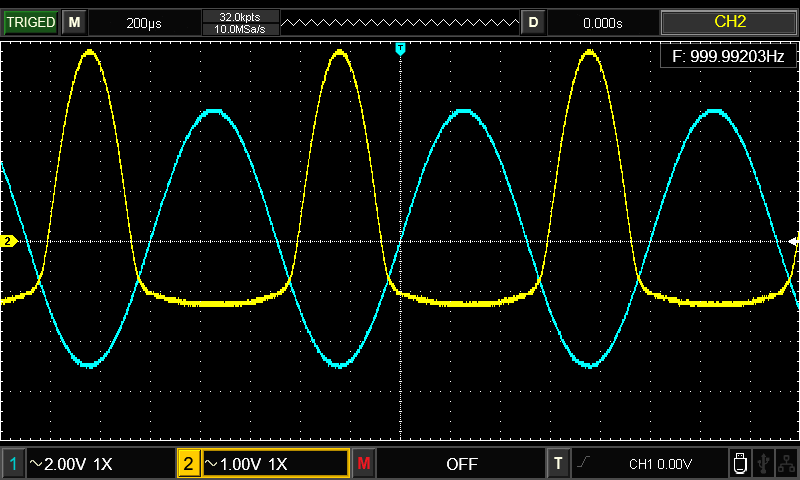 TRIGED M 200µs 32.0kpts D 0.000s CH2
10.0MSa/s
T
F: 999.99203Hz
2
1 ~2.00V 1X 2 ~1.00V 1X M OFF T CH1 0.00V